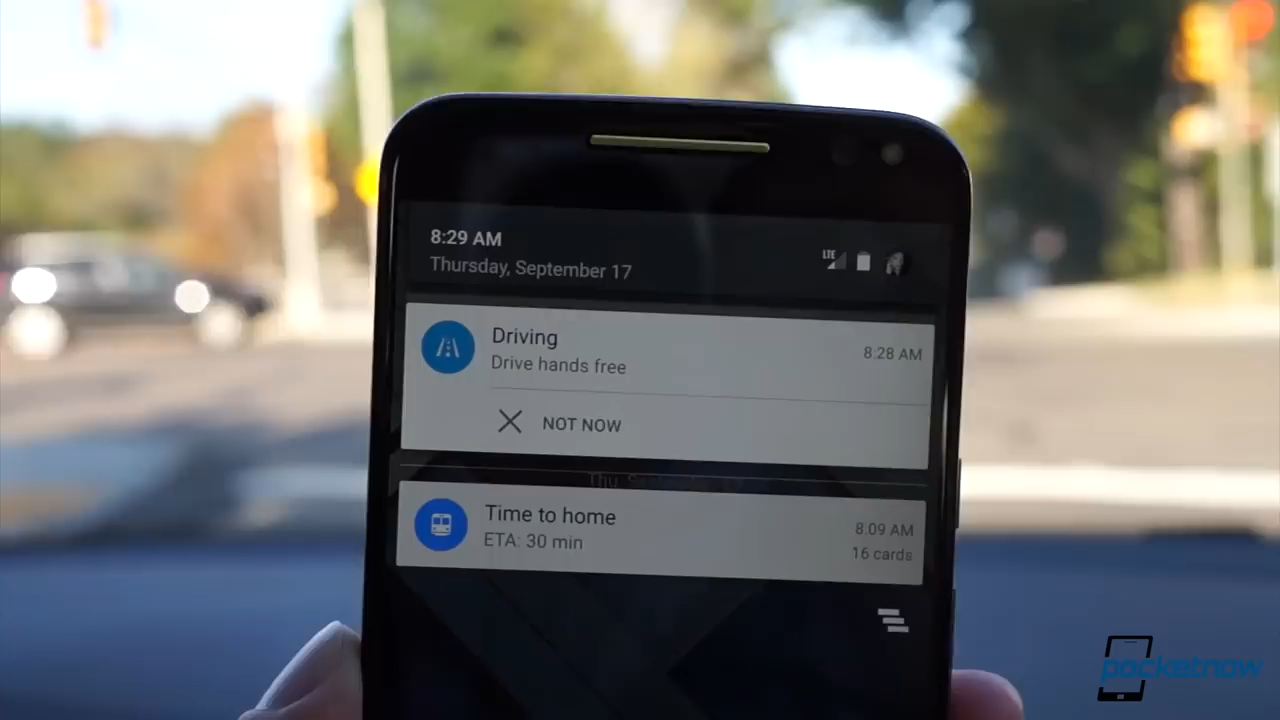 8:29 AM
Thursday, September 17
LTE
Driving
8:28 AM
Drive hands free
NOT NOW
Time to home
8:09 AM
ETA: 30 min
16 cards
pocketnow